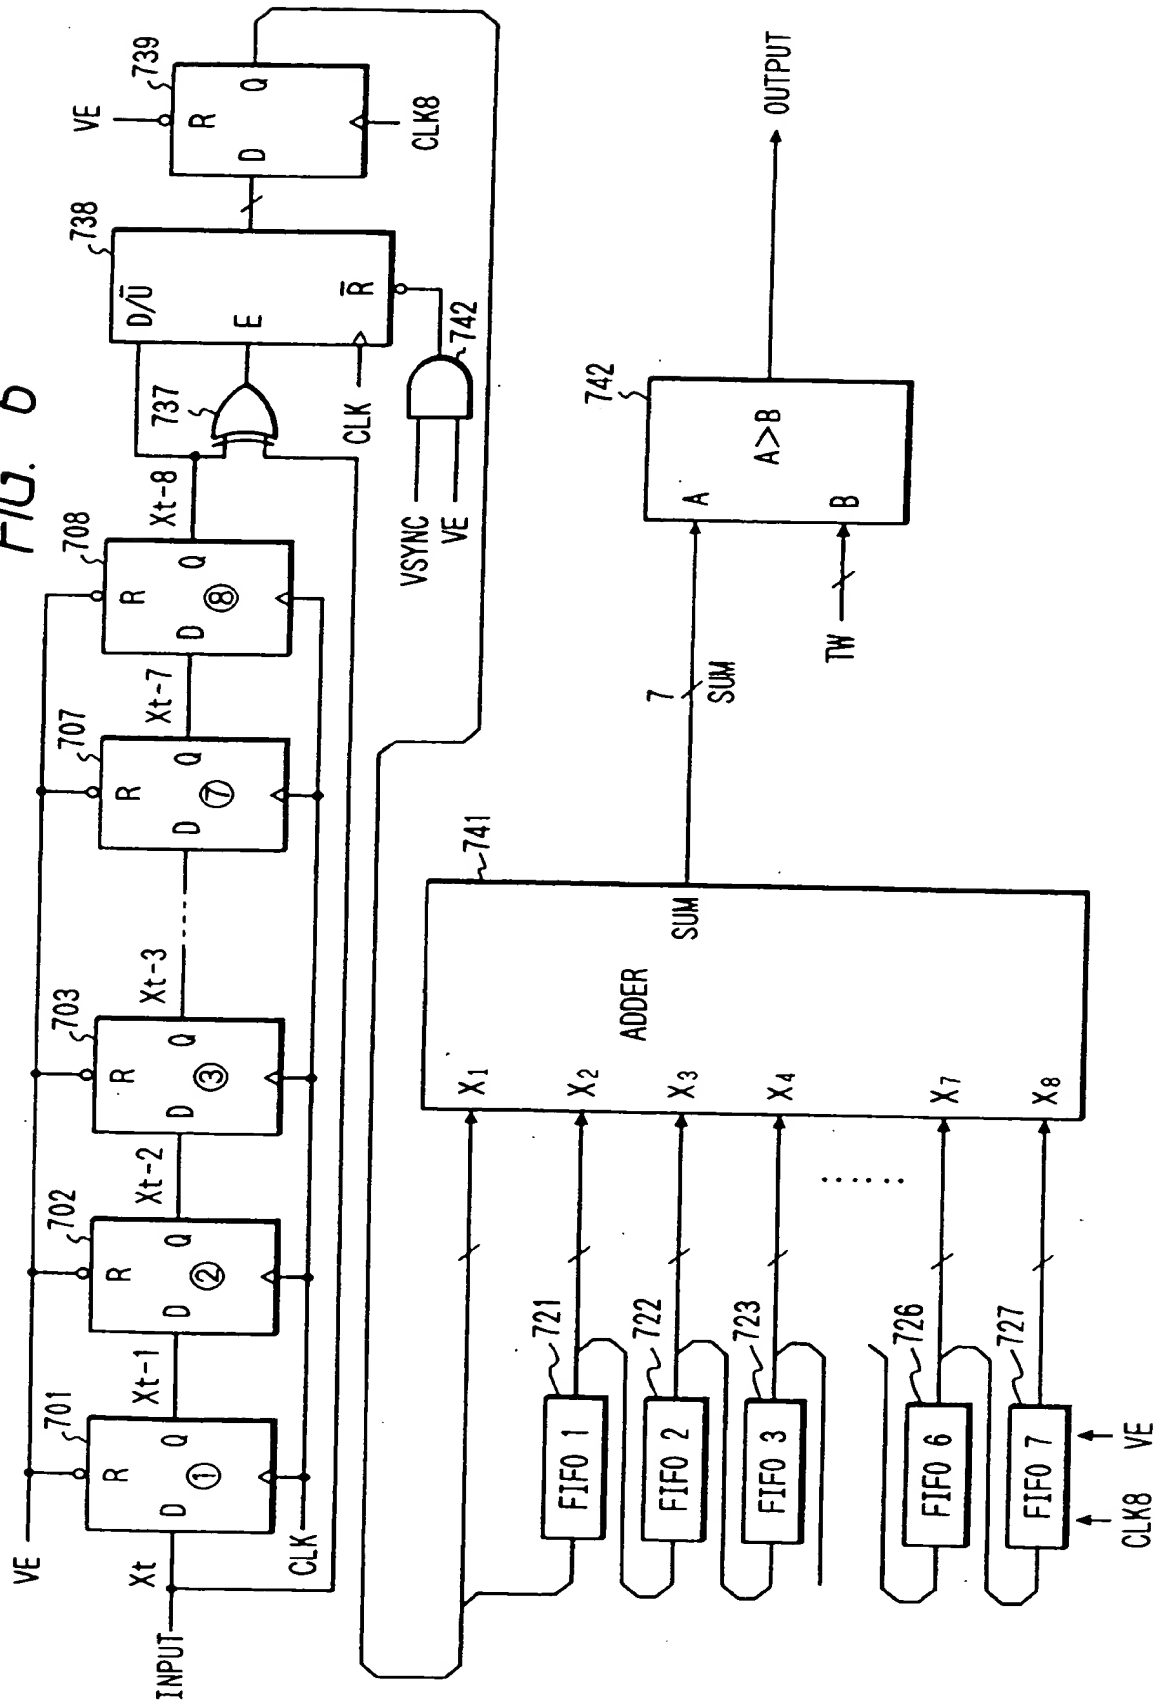 FIG. 6
VE
701
702
703
707
708
R
R
R
R
R
INPUT
Xt
D
①
Q
Xt-1
D
②
Q
Xt-2
D
③
Q
Xt-3
D
⑦
Q
Xt-7
D
⑧
Q
Xt-8
CLK
737
738
D/Ū
E
R̄
CLK
VSYNC
VE
742
VE
739
R
D
Q
CLK8
721
FIFO 1
722
FIFO 2
723
FIFO 3
726
FIFO 6
727
FIFO 7
CLK8
VE
741
X1
X2
X3
X4
X7
X8
ADDER
SUM
7
SUM
TW
742
A
B
A>B
OUTPUT